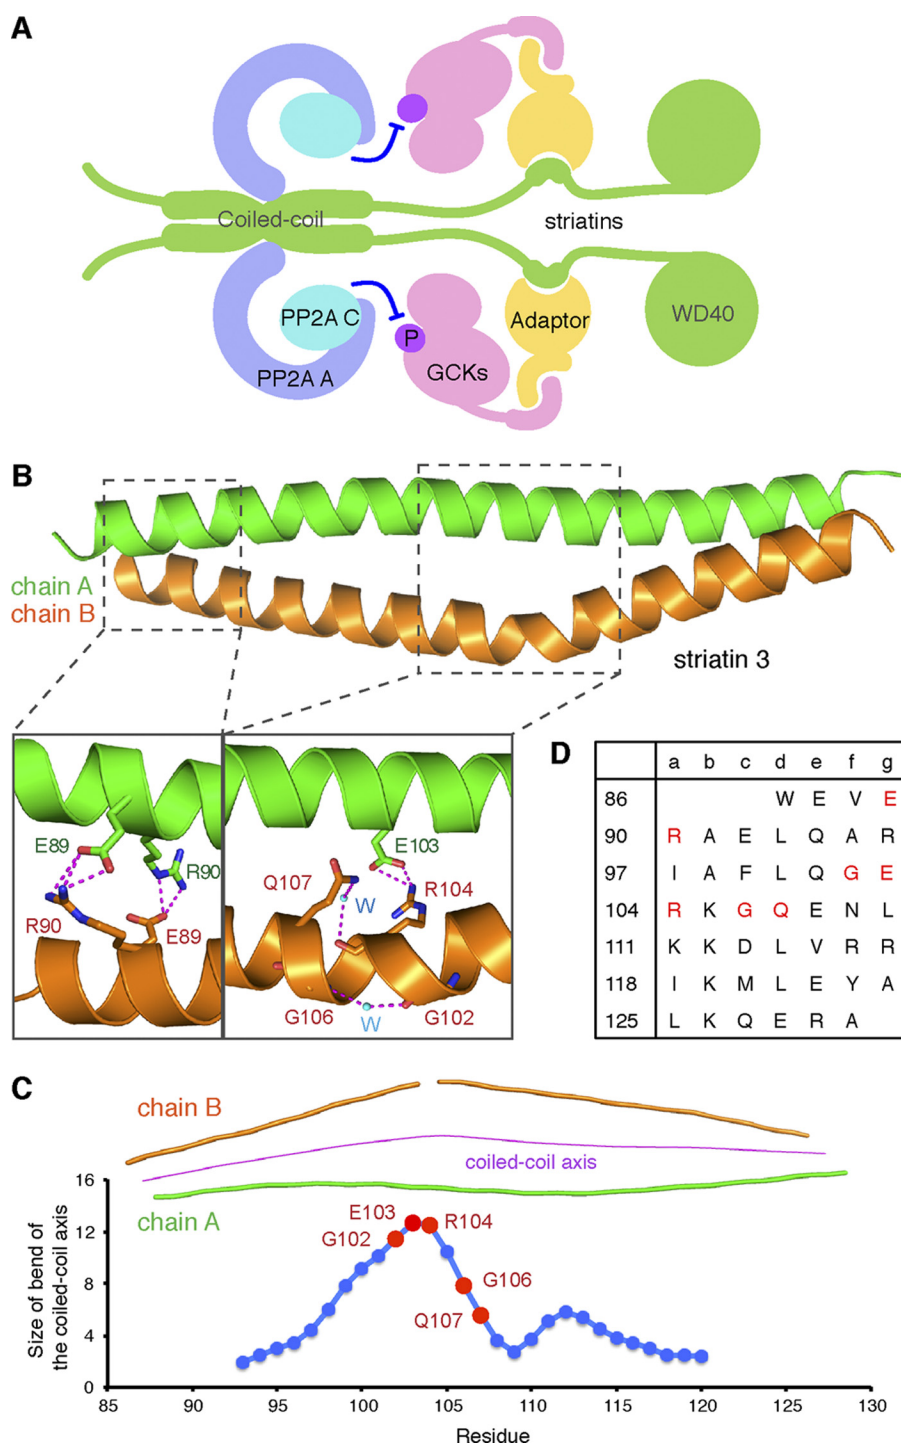 A
Coiled-coil
striatins
PP2A C
P
Adaptor
WD40
PP2A A
GCKs
B
chain A
chain B
striatin 3
E89
R90
R90
E89
E103
Q107
R104
W
G106
W
G102
D
a b c d e f g
86 W E V E
90 R A E L Q A R
97 I A F L Q G E
104 R K G Q E N L
111 K K D L V R R
118 I K M L E Y A
125 L K Q E R A
C
chain B
coiled-coil axis
chain A
Size of bend of
the coiled-coil axis
16
12
8
4
0
E103
R104
G102
G106
Q107
85 90 95 100 105 110 115 120 125 130
Residue